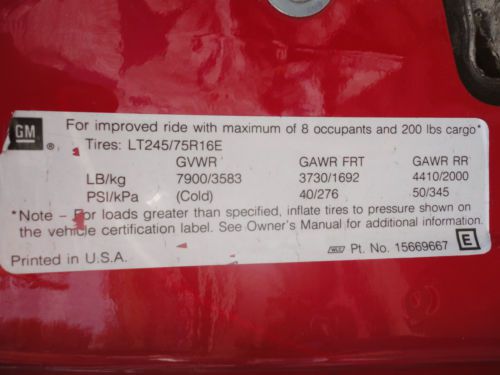 GM ® For improved ride with maximum of 8 occupants and 200 lbs cargo*
Tires: LT245/75R16E
GVWR GAWR FRT GAWR RR
LB/kg 7900/3583 3730/1692 4410/2000
PSI/kPa (Cold) 40/276 50/345
*Note - For loads greater than specified, inflate tires to pressure shown on
the vehicle certification label. See Owner's Manual for additional information.
Printed in U.S.A. Pt. No. 15669667 E